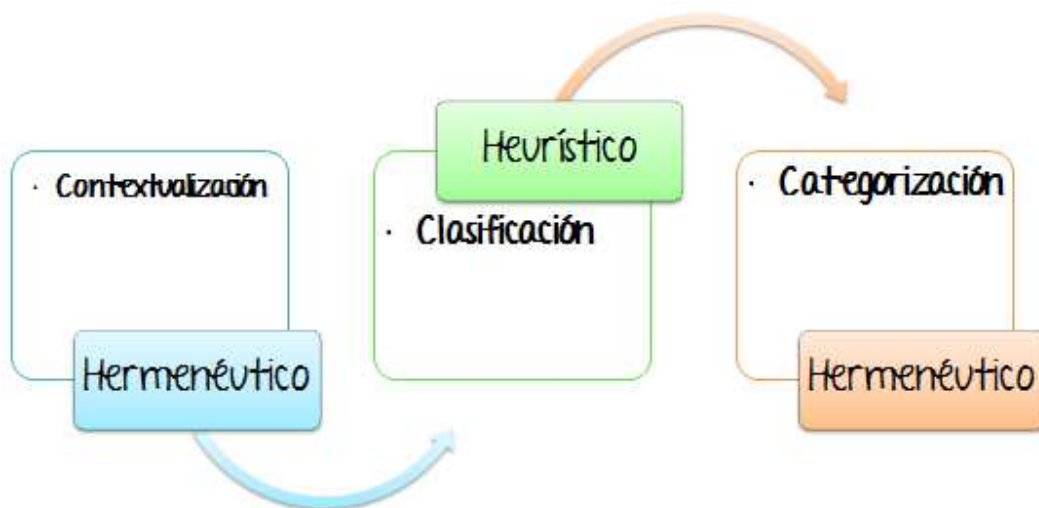 · Contextualización
Hermenéutico
Heurístico
· Clasificación
· Categorización
Hermenéutico